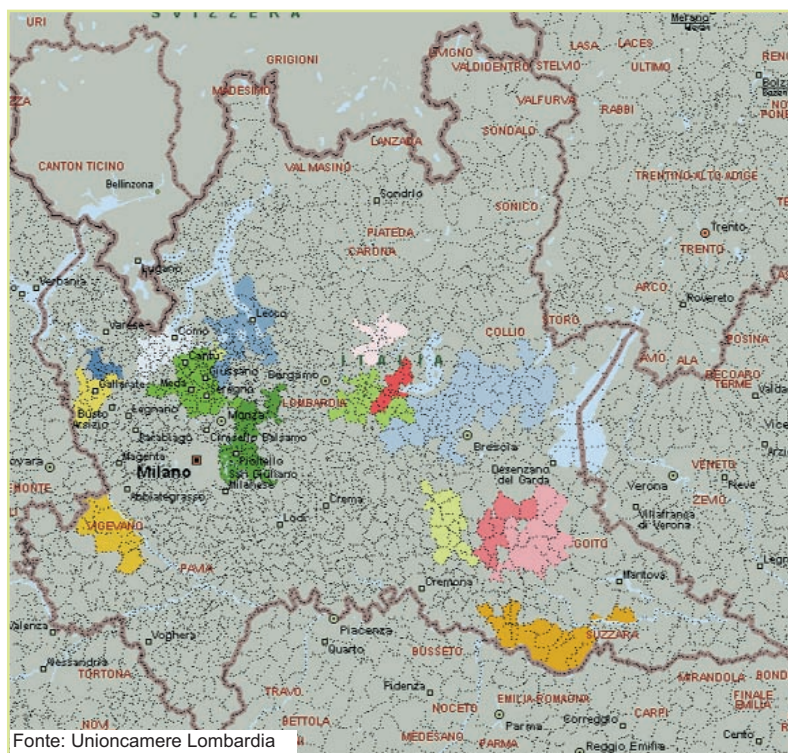 SVIZZERA
URI
GRIGIONI
MADESIMO
LIVIGNO
VALDIDENTRO
STELVIO
LASA
LACES
ULTIMO
Merano
VALFURVA
RABBI
SONDALO
LANZADA
VAL MASINO
CANTON TICINO
Bellinzona
Sondrio
TRENTINO-ALTO ADIGE
SONICO
PIATEDA
CARONA
Trento
TRENTO
Lugano
Verbania
ARCO
Rovereto
Varese
Como
Lecco
COLLIO
STORO
ALA
POSINA
RECOARO
TERME
ITALIA
Cantù
Giussano
Bergamo
Gallarate
Meda
Seregno
Legnano
Busto
Arsizio
Monza
LOMBARDIA
Parabiago
Cinisello Balsamo
Brescia
Magenta
Milano
Pioltello
San Giuliano
Milanese
Abbiategrasso
Desenzano
del Garda
Verona
VENETO
ZEVIO
Villafranca
di Verona
Crema
Lodi
VIGEVANO
PAVIA
GOITO
Cremona
Mantova
SUZZARA
Voghera
Piacenza
Quarto
BUSSETO
Alessandria
TORTONA
TRAVO
Fidenza
EMILIA-ROMAGNA
MIRANDOLA
FINALE
EMILIA
NOVI
BETTOLA
NOCETO
MEDESANO
Parma
PARMA
Correggio
CARPI
Cento
Reggio Emilia
Fonte: Unioncamere Lombardia